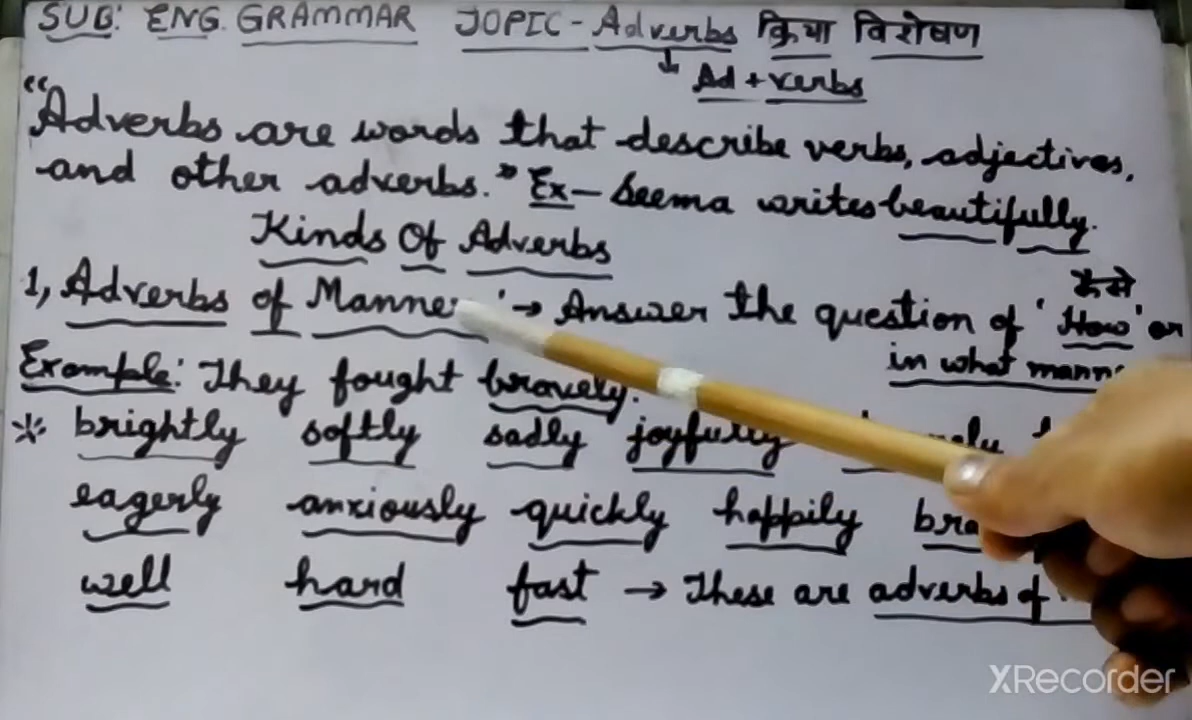 SUB: ENG. GRAMMAR TOPIC - Adverbs क्रिया विशेषण
↓ Ad + verbs
"Adverbs are words that describe verbs, adjectives,
and other adverbs." Ex - Seema writes beautifully.
Kinds Of Adverbs
1, Adverbs of Manner → Answer the question of 'How' or
कैसे
in what
Example: They fought bravely.
* brightly softly sadly joyfully
eagerly anxiously quickly happily
well hard fast → These are adverbs of
XRecorder